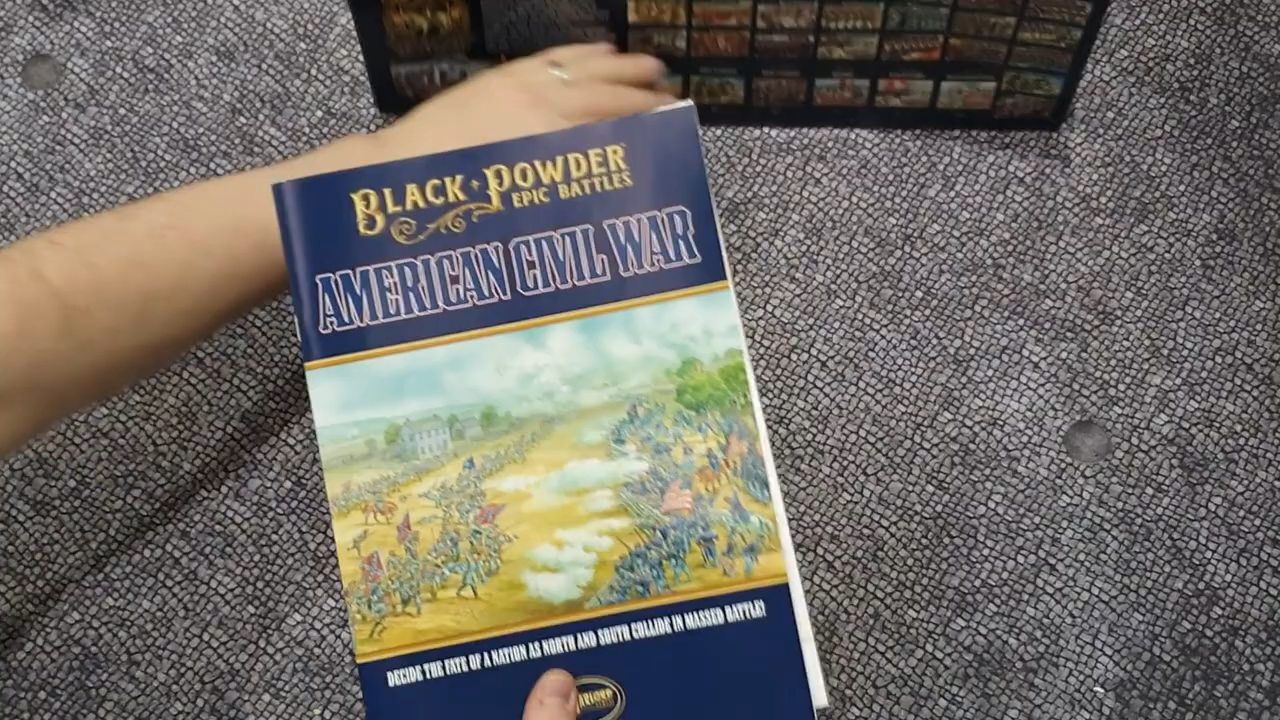 BLACK POWDER
EPIC BATTLES
AMERICAN CIVIL WAR
DECIDE THE FATE OF A NATION AS NORTH AND SOUTH COLLIDE IN MASSED BATTLE!